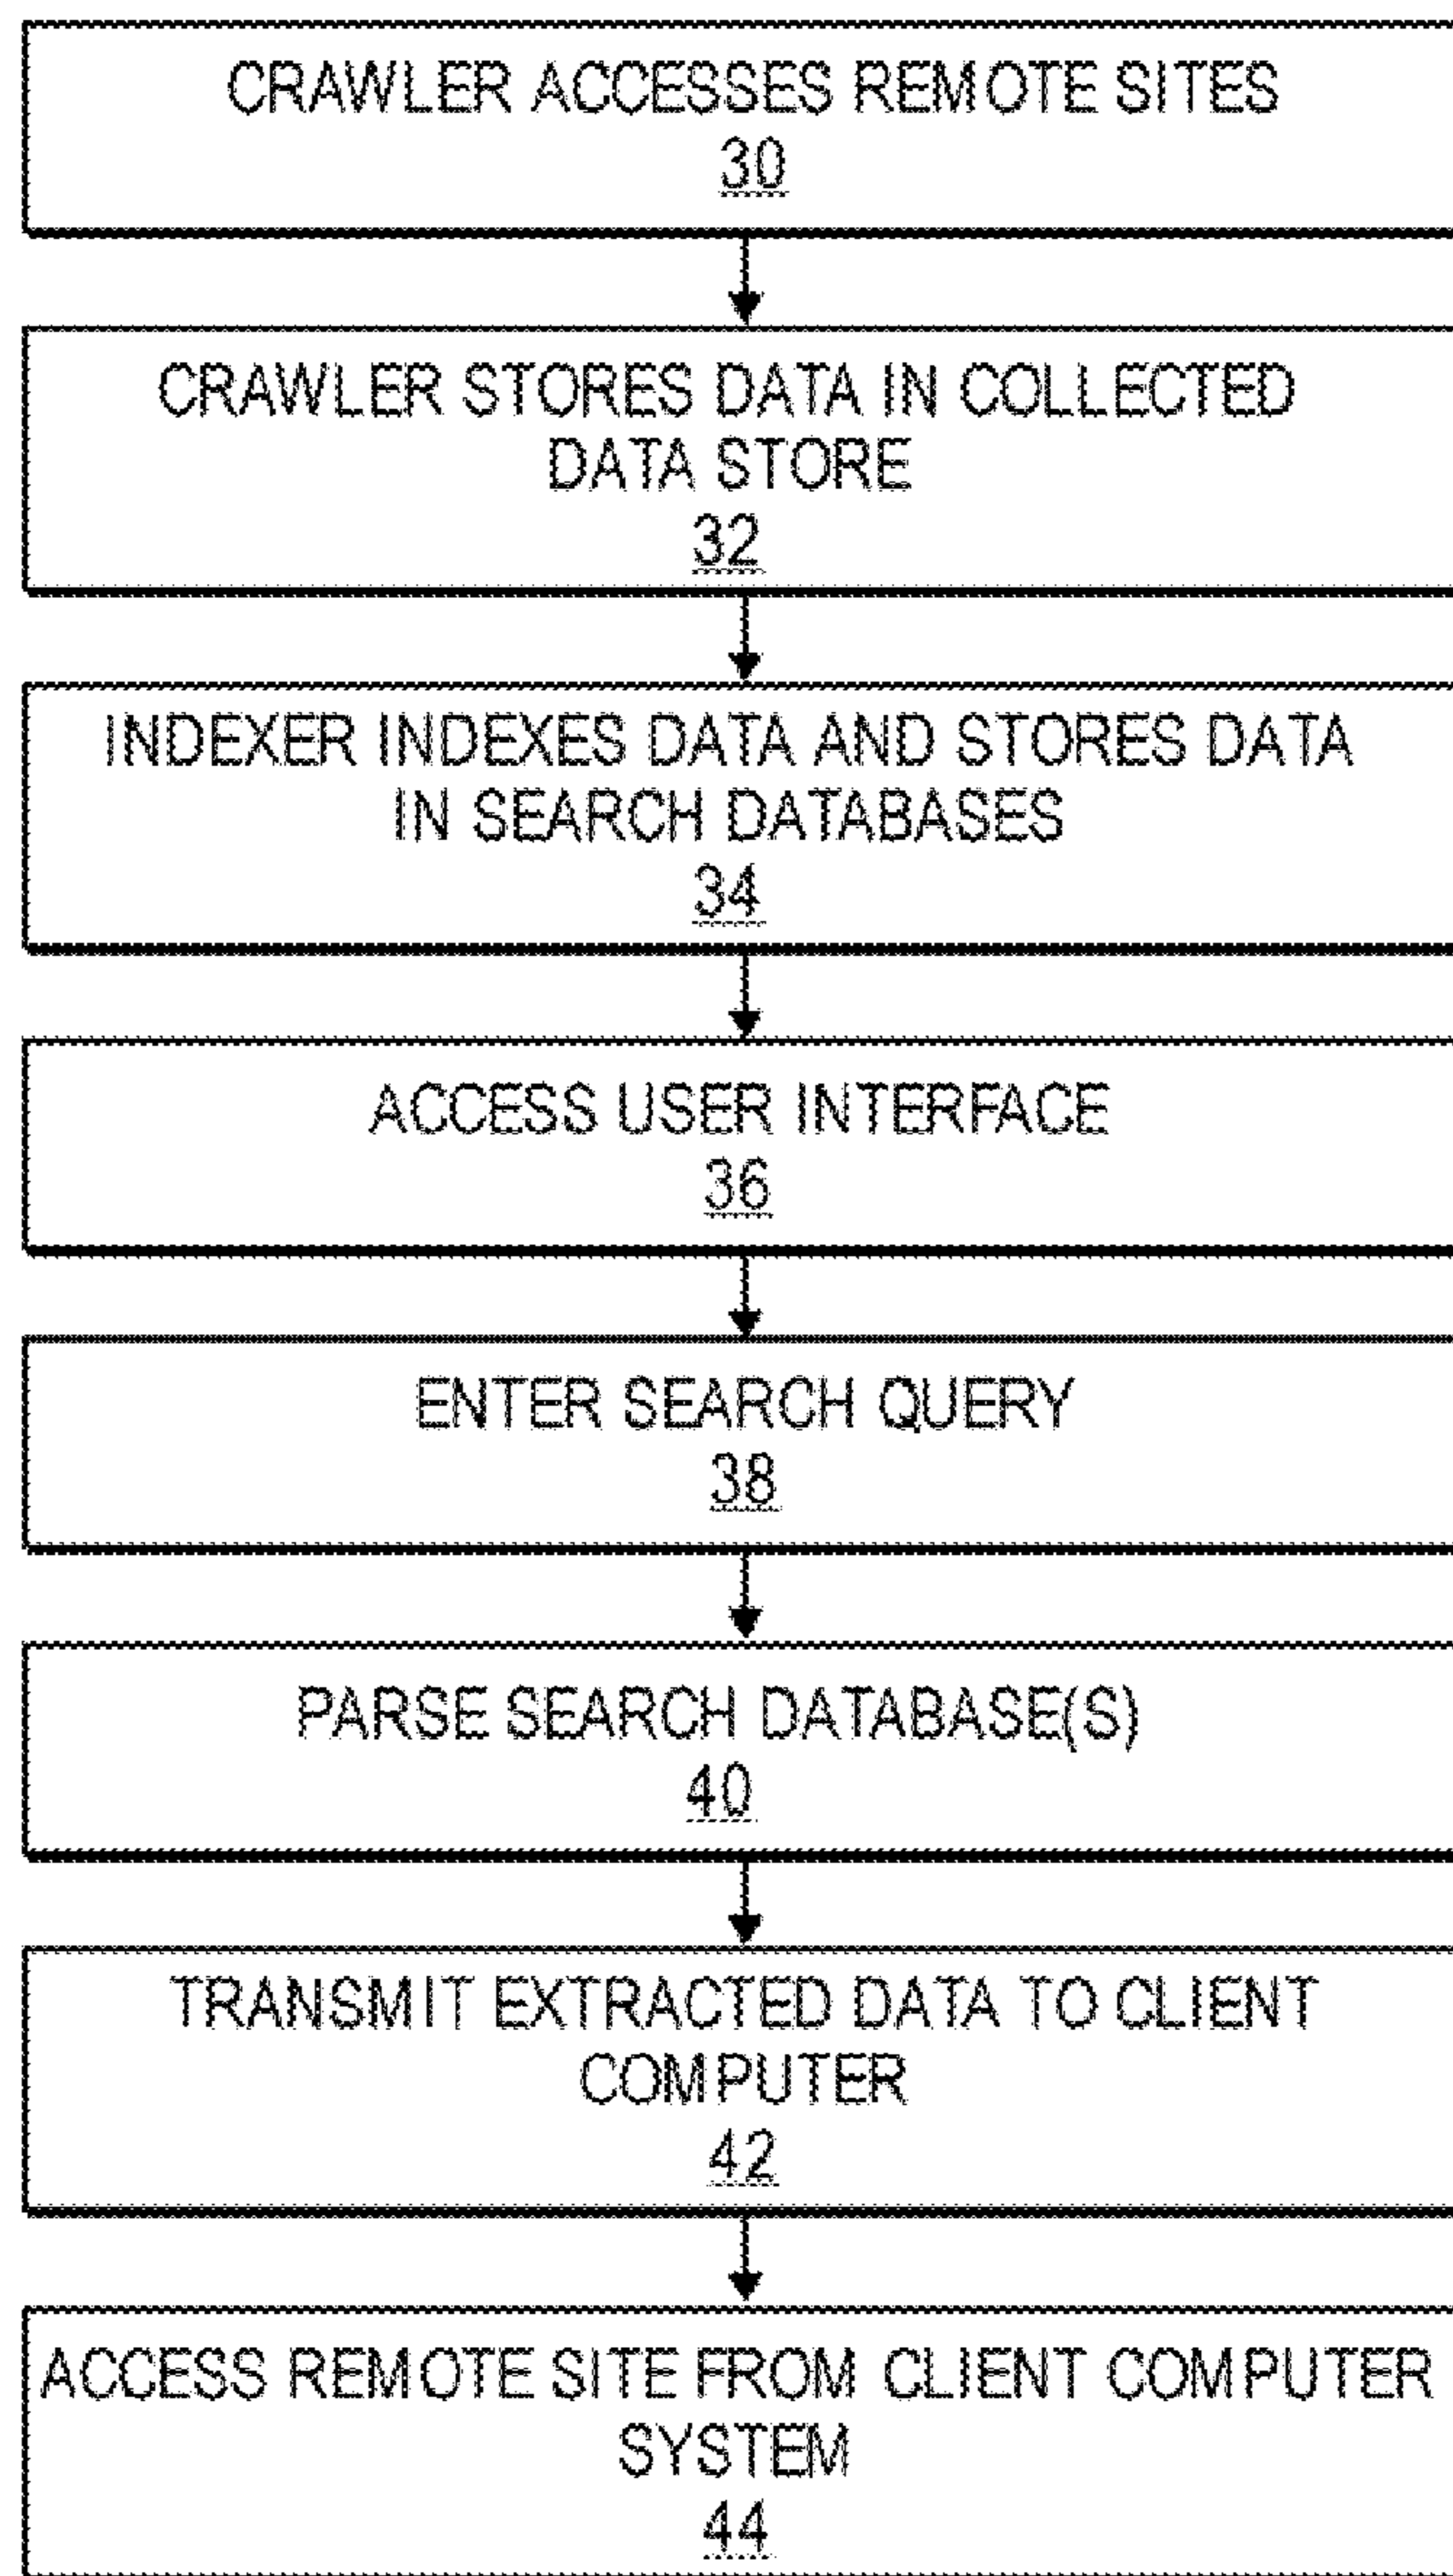 CRAWLER ACCESSES REMOTE SITES
30
CRAWLER STORES DATA IN COLLECTED
DATA STORE
32
INDEXER INDEXES DATA AND STORES DATA
IN SEARCH DATABASES
34
ACCESS USER INTERFACE
36
ENTER SEARCH QUERY
38
PARSE SEARCH DATABASE(S)
40
TRANSMIT EXTRACTED DATA TO CLIENT
COMPUTER
42
ACCESS REMOTE SITE FROM CLIENT COMPUTER
SYSTEM
44